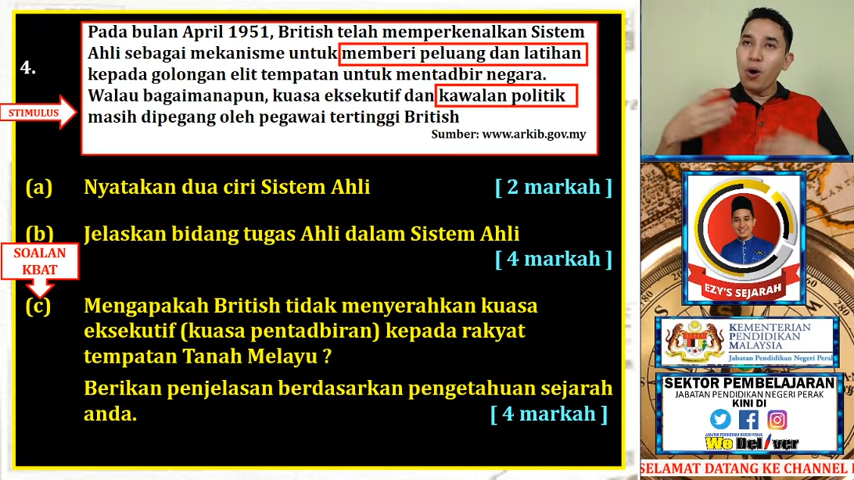 4.
Pada bulan April 1951, British telah memperkenalkan Sistem
Ahli sebagai mekanisme untuk memberi peluang dan latihan
kepada golongan elit tempatan untuk mentadbir negara.
Walau bagaimanapun, kuasa eksekutif dan kawalan politik
masih dipegang oleh pegawai tertinggi British
Sumber: www.arkib.gov.my
STIMULUS
(a) Nyatakan dua ciri Sistem Ahli [ 2 markah ]
(b) Jelaskan bidang tugas Ahli dalam Sistem Ahli
[ 4 markah ]
SOALAN
KBAT
(c) Mengapakah British tidak menyerahkan kuasa
eksekutif (kuasa pentadbiran) kepada rakyat
tempatan Tanah Melayu ?
Berikan penjelasan berdasarkan pengetahuan sejarah
anda. [ 4 markah ]
EZY'S SEJARAH
KEMENTERIAN
PENDIDIKAN
MALAYSIA
Jabatan Pendidikan Negeri Perak
SEKTOR PEMBELAJARAN
JABATAN PENDIDIKAN NEGERI PERAK
KINI DI
We Deliver
SELAMAT DATANG KE CHANNEL